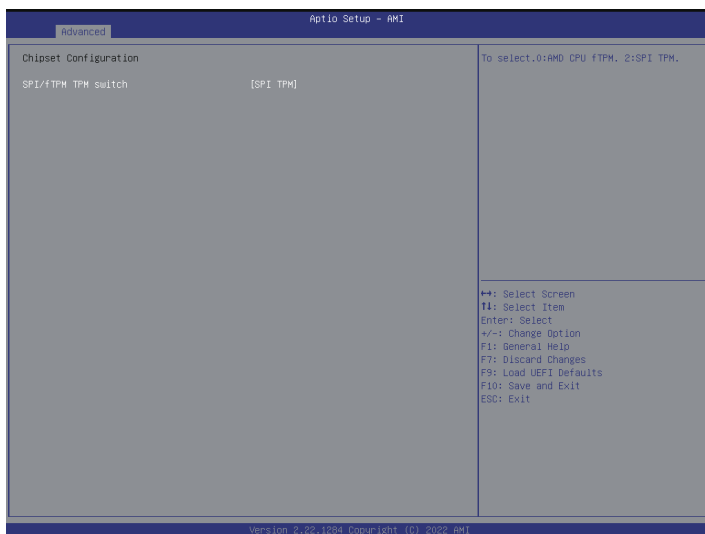 Aptio Setup – AMI
Advanced
Chipset Configuration
SPI/fTPM TPM switch [SPI TPM]
To select.0:AMD CPU fTPM. 2:SPI TPM.
↔: Select Screen
↑↓: Select Item
Enter: Select
+/-: Change Option
F1: General Help
F7: Discard Changes
F9: Load UEFI Defaults
F10: Save and Exit
ESC: Exit
Version 2.22.1284 Copyright (C) 2022 AMI